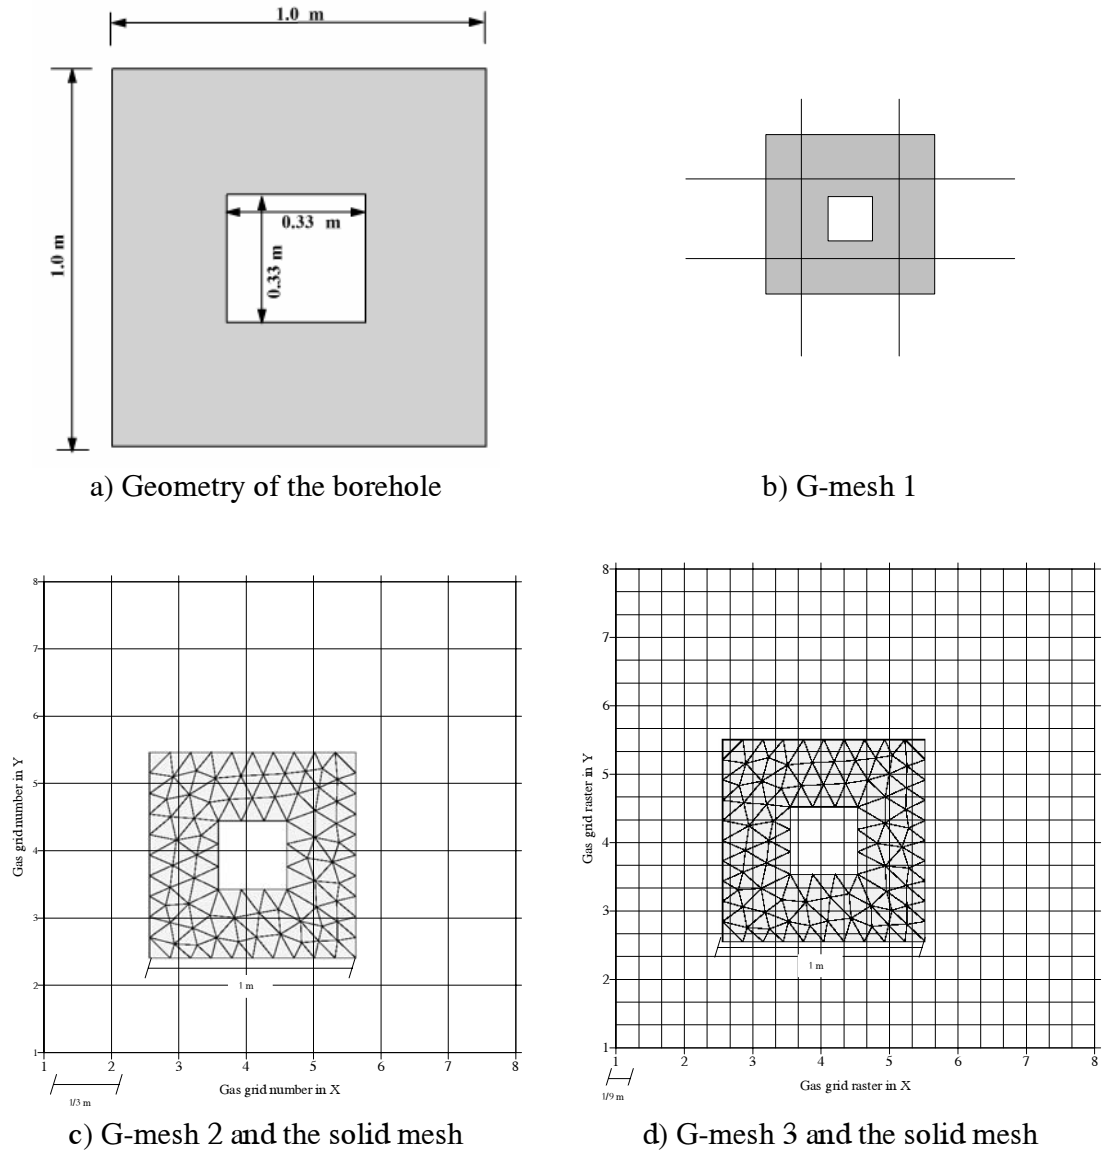 1.0 m
1.0 m
0.33 m
0.33 m
a) Geometry of the borehole
b) G-mesh 1
8
7
6
5
4
3
2
1
Gas grid number in Y
1 m
1 2 3 4 5 6 7 8
Gas grid number in X
1/3 m
c) G-mesh 2 and the solid mesh
8
7
6
5
4
3
2
1
Gas grid raster in Y
1 m
1 2 3 4 5 6 7 8
Gas grid raster in X
1/9 m
d) G-mesh 3 and the solid mesh